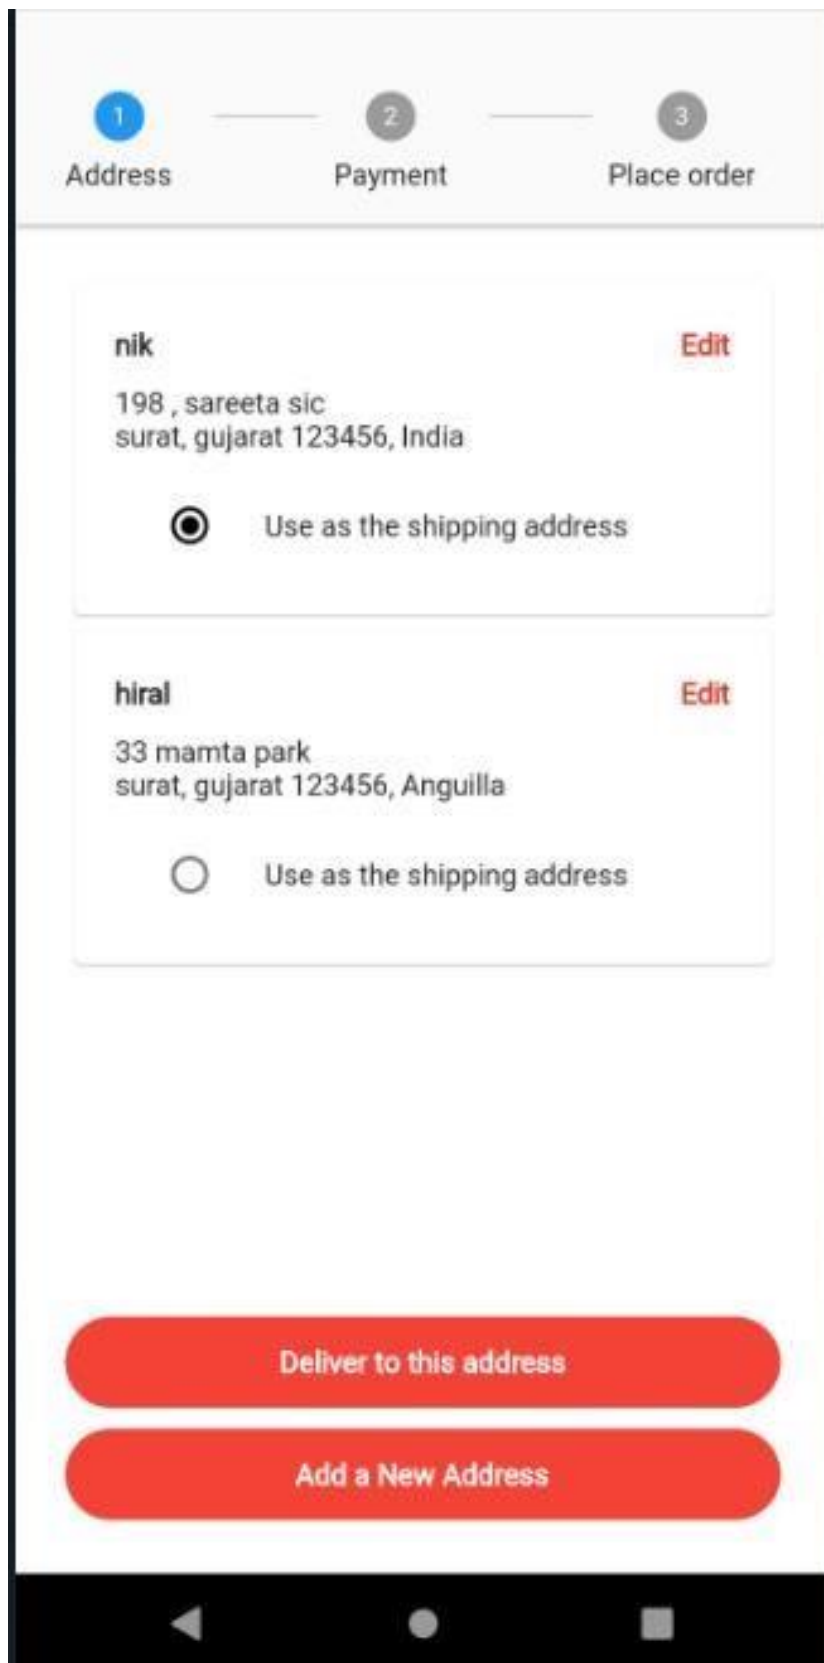 1 2 3
Address Payment Place order
nik Edit
198 , sareeta sic
surat, gujarat 123456, India
Use as the shipping address
hiral Edit
33 mamta park
surat, gujarat 123456, Anguilla
Use as the shipping address
Deliver to this address
Add a New Address